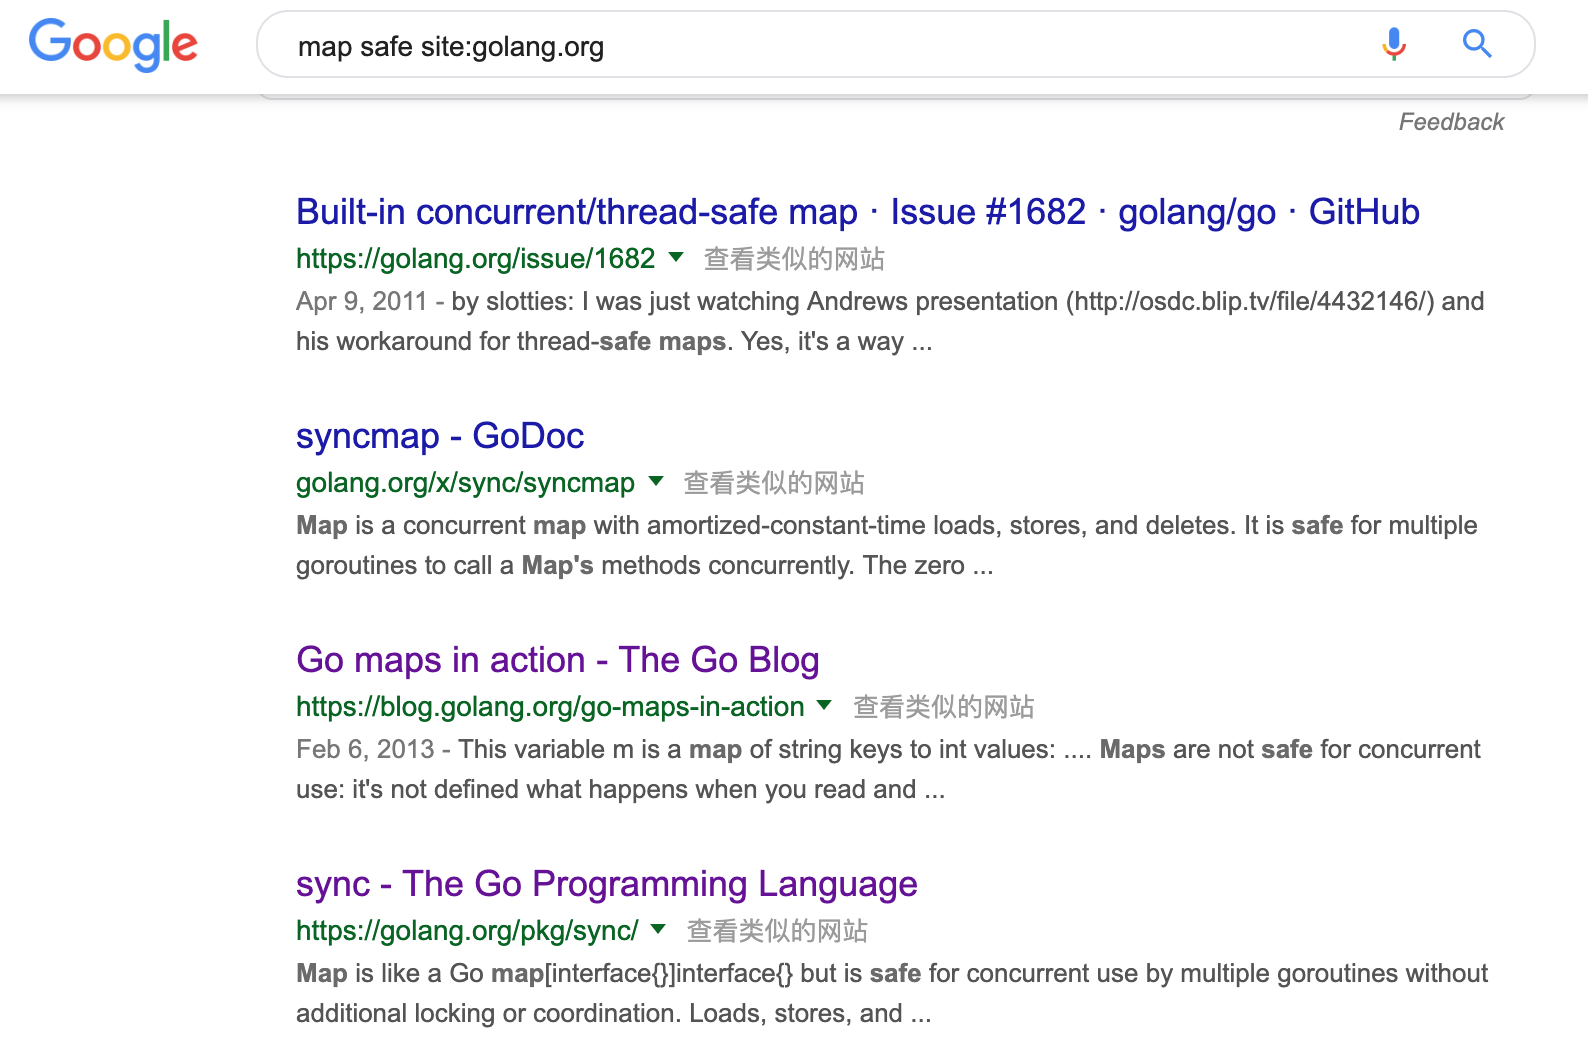 Google
map safe site:golang.org
Feedback
Built-in concurrent/thread-safe map · Issue #1682 · golang/go · GitHub
https://golang.org/issue/1682 查看类似的网站
Apr 9, 2011 - by slotties: I was just watching Andrews presentation (http://osdc.blip.tv/file/4432146/) and
his workaround for thread-safe maps. Yes, it's a way ...
syncmap - GoDoc
golang.org/x/sync/syncmap 查看类似的网站
Map is a concurrent map with amortized-constant-time loads, stores, and deletes. It is safe for multiple
goroutines to call a Map's methods concurrently. The zero ...
Go maps in action - The Go Blog
https://blog.golang.org/go-maps-in-action 查看类似的网站
Feb 6, 2013 - This variable m is a map of string keys to int values: .... Maps are not safe for concurrent
use: it's not defined what happens when you read and ...
sync - The Go Programming Language
https://golang.org/pkg/sync/ 查看类似的网站
Map is like a Go map[interface{}]interface{} but is safe for concurrent use by multiple goroutines without
additional locking or coordination. Loads, stores, and ...